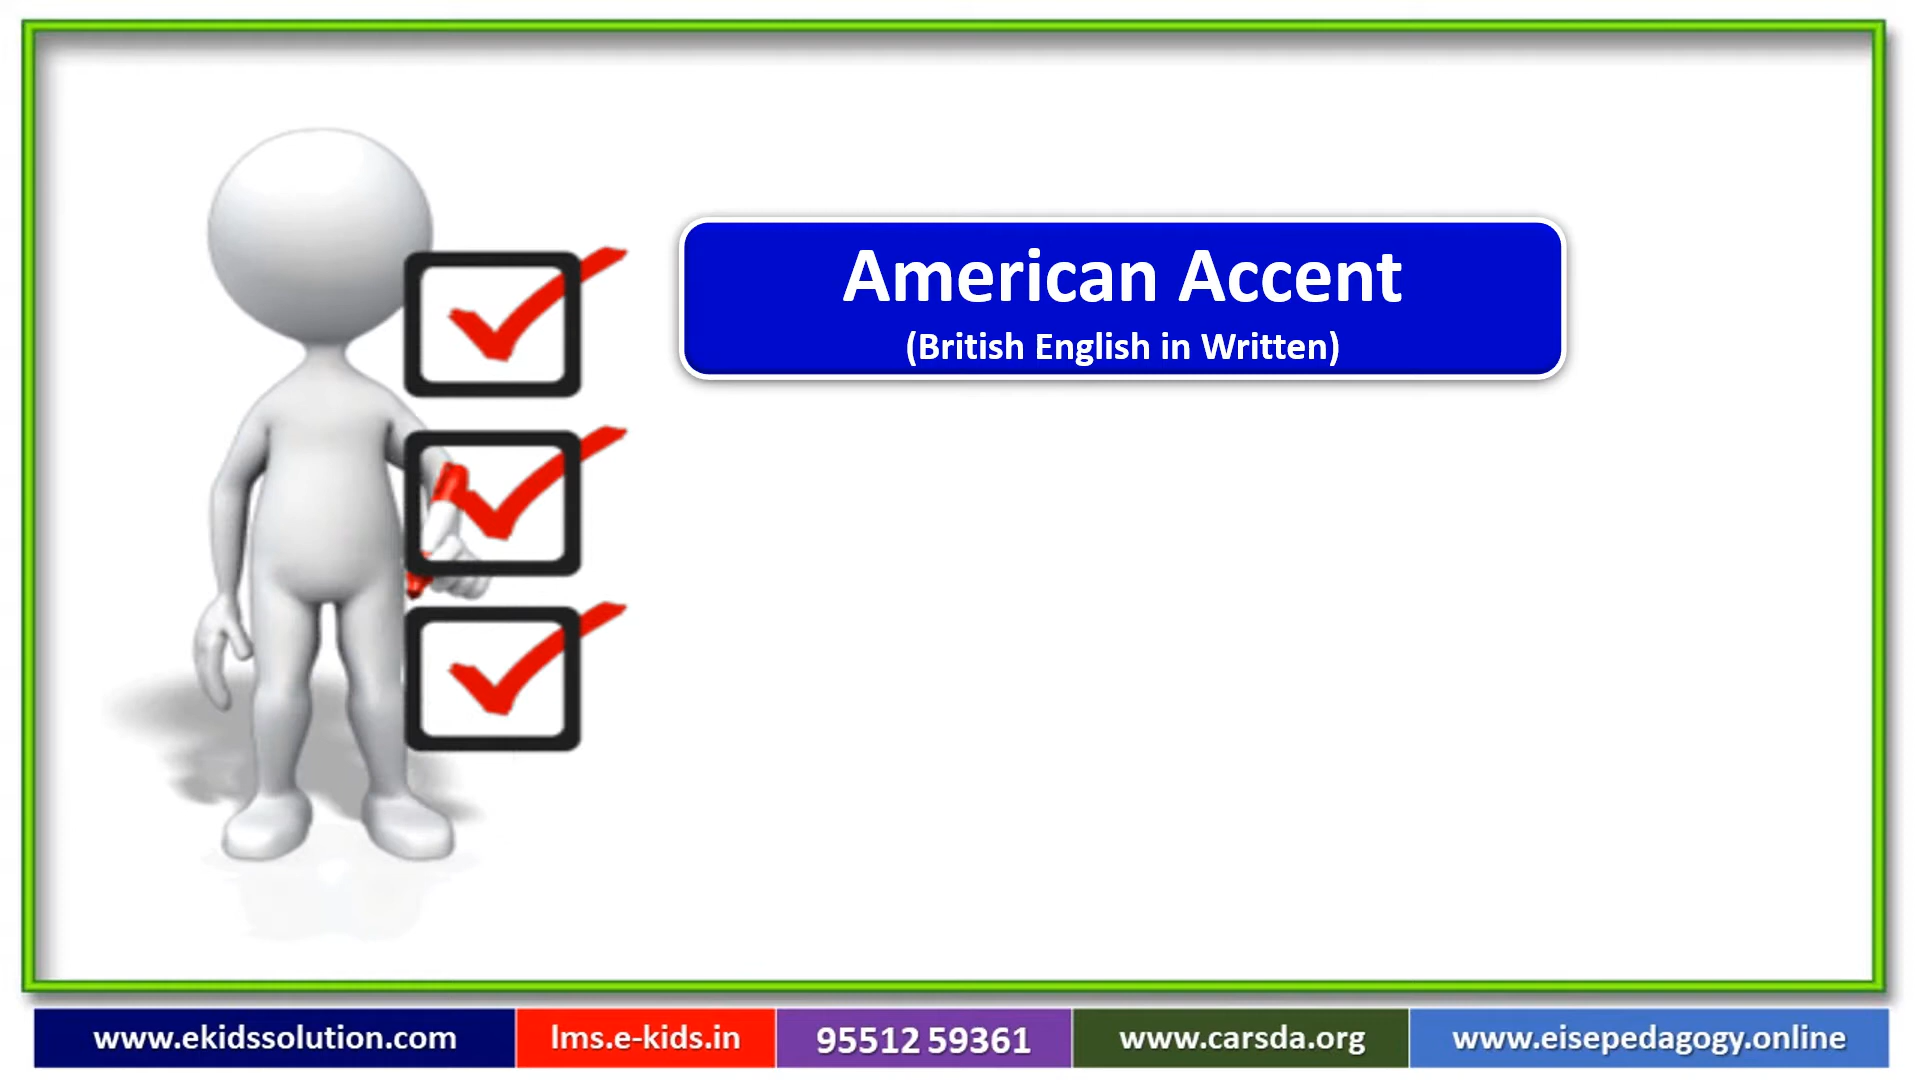 American Accent
(British English in Written)
www.ekidssolution.com
lms.e-kids.in
95512 59361
www.carsda.org
www.eisepedagogy.online